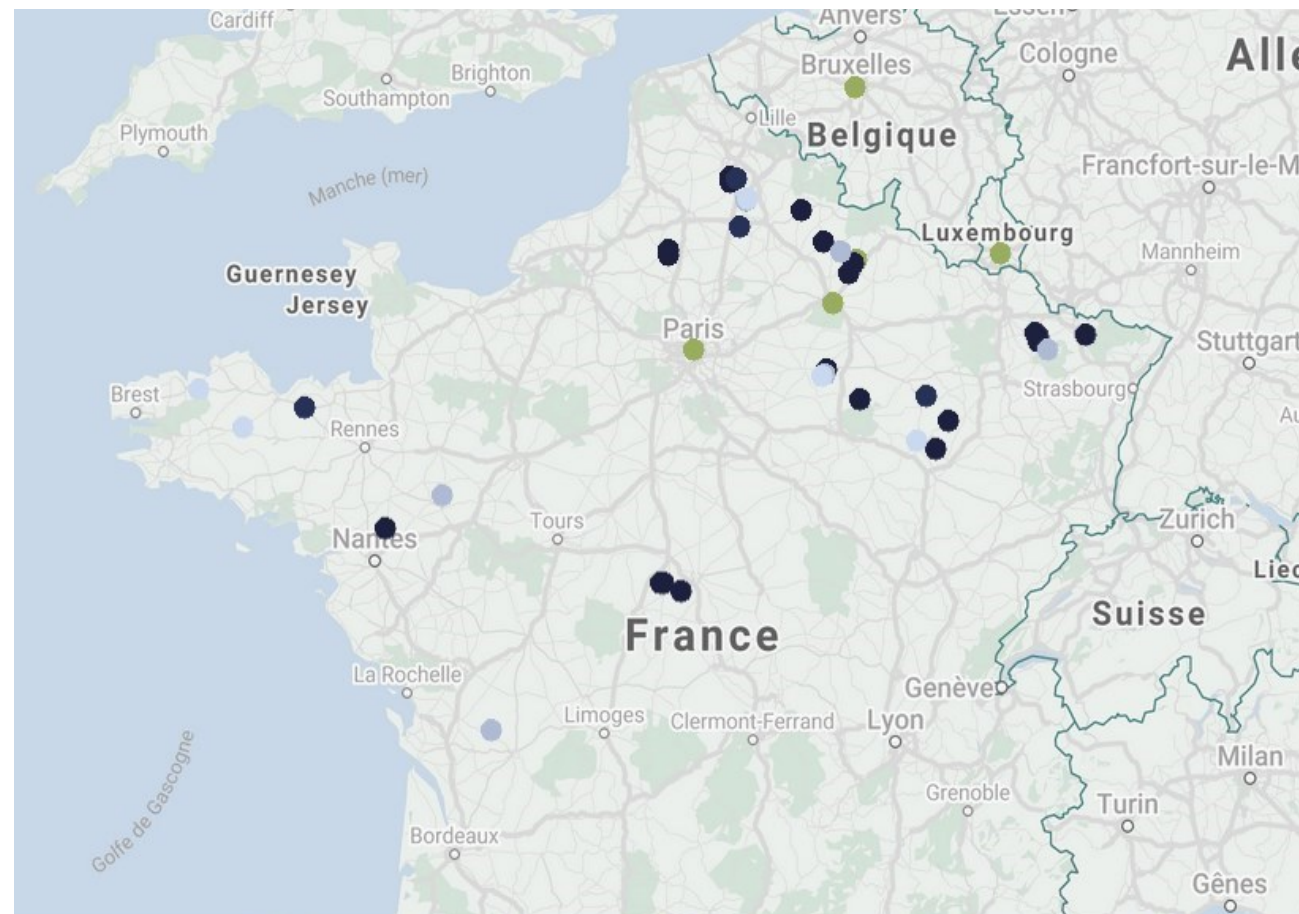 Cardiff
Anvers
Essen
Cologne
Brighton
Bruxelles
Southampton
Lille
Plymouth
Belgique
Manche (mer)
Francfort-sur-le-M
Luxembourg
Mannheim
Guernesey
Jersey
Paris
Stuttgart
Strasbourg
Brest
Rennes
Zurich
Tours
Nantes
Suisse
France
La Rochelle
Genève
Limoges
Clermont-Ferrand
Lyon
Milan
Golfe de Gascogne
Grenoble
Turin
Bordeaux
Gênes